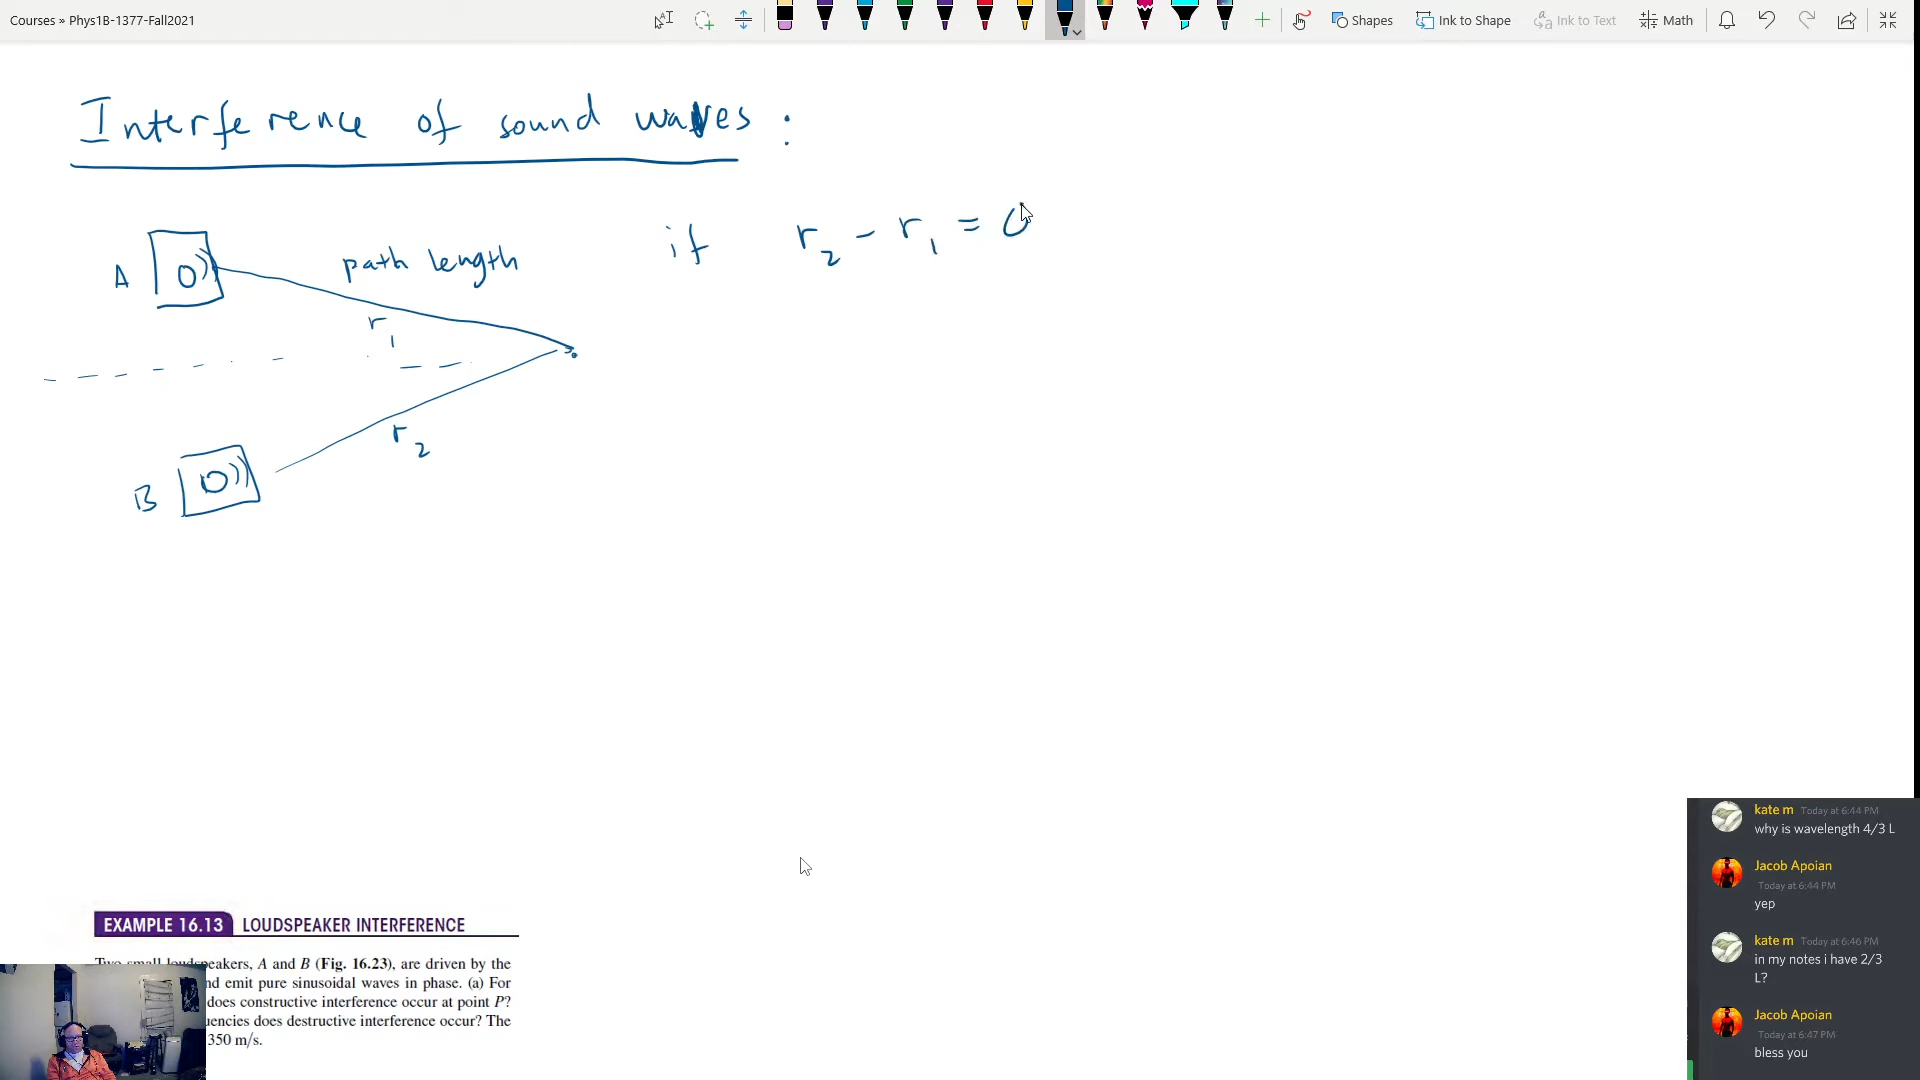 Courses » Phys1B-1377-Fall2021
Shapes
Ink to Shape
Ink to Text
Math
Interference of sound waves :
if r₂ - r₁ = 0
A
path length
r₁
r₂
B
EXAMPLE 16.13 LOUDSPEAKER INTERFERENCE
Two small loudspeakers, A and B (Fig. 16.23), are driven by the
nd emit pure sinusoidal waves in phase. (a) For
does constructive interference occur at point P?
uencies does destructive interference occur? The
350 m/s.
kate m Today at 6:44 PM
why is wavelength 4/3 L
Jacob Apoian
Today at 6:44 PM
yep
kate m Today at 6:46 PM
in my notes i have 2/3
L?
Jacob Apoian
Today at 6:47 PM
bless you